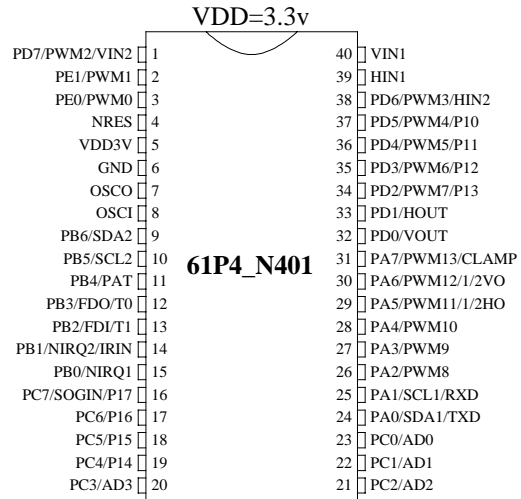 VDD=3.3v
PD7/PWM2/VIN2 1 40 VIN1
PE1/PWM1 2 39 HIN1
PE0/PWM0 3 38 PD6/PWM3/HIN2
NRES 4 37 PD5/PWM4/P10
VDD3V 5 36 PD4/PWM5/P11
GND 6 35 PD3/PWM6/P12
OSCO 7 34 PD2/PWM7/P13
OSCI 8 33 PD1/HOUT
PB6/SDA2 9 32 PD0/VOUT
PB5/SCL2 10 61P4_N401 31 PA7/PWM13/CLAMP
PB4/PAT 11 30 PA6/PWM12/1/2VO
PB3/FDO/T0 12 29 PA5/PWM11/1/2HO
PB2/FDI/T1 13 28 PA4/PWM10
PB1/NIRQ2/IRIN 14 27 PA3/PWM9
PB0/NIRQ1 15 26 PA2/PWM8
PC7/SOGIN/P17 16 25 PA1/SCL1/RXD
PC6/P16 17 24 PA0/SDA1/TXD
PC5/P15 18 23 PC0/AD0
PC4/P14 19 22 PC1/AD1
PC3/AD3 20 21 PC2/AD2